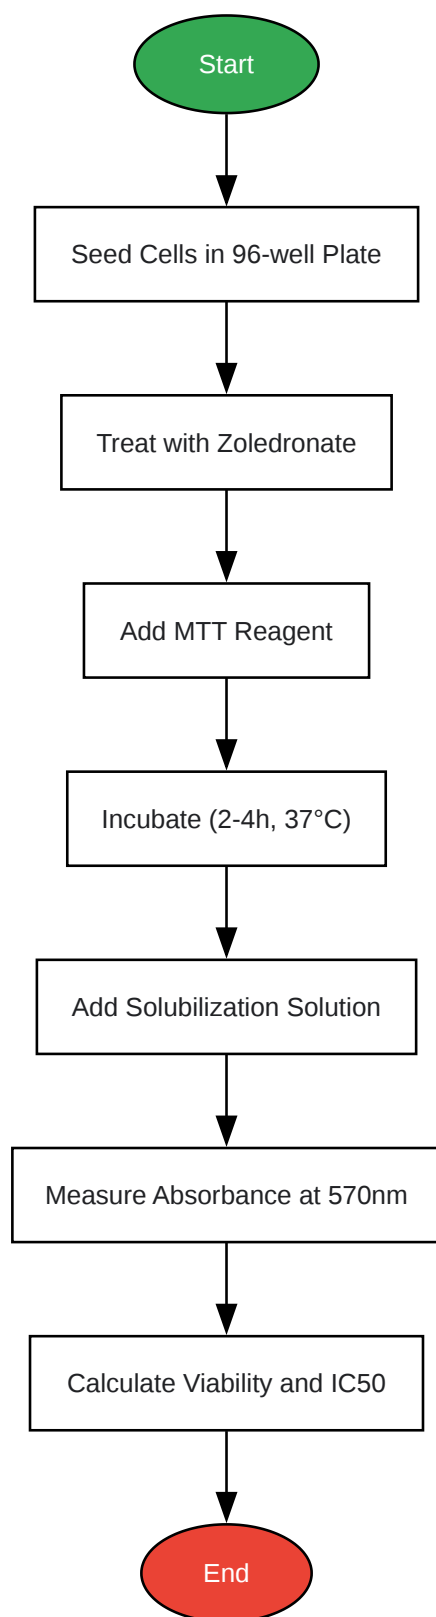 Start
Seed Cells in 96-well Plate
Treat with Zoledronate
Add MTT Reagent
Incubate (2-4h, 37°C)
Add Solubilization Solution
Measure Absorbance at 570nm
Calculate Viability and IC50
End